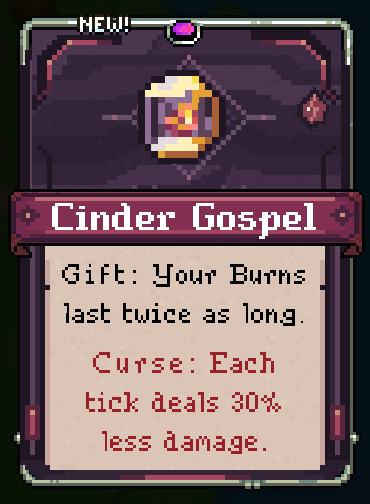 NEW!
Cinder Gospel
Gift: Your Burns
last twice as long.
Curse: Each
tick deals 30%
less damage.